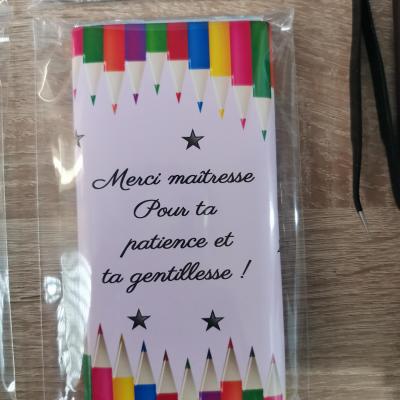 Merci maîtresse
Pour ta
patience et
ta gentillesse !